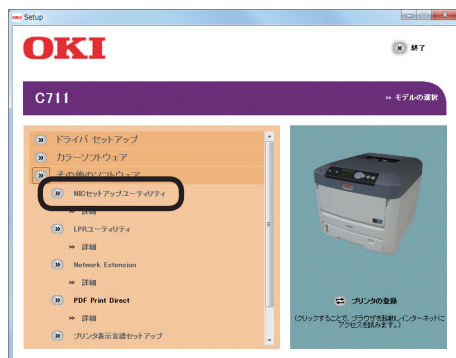 Setup
OKI
終了
C711
モデルの選択
ドライバ セットアップ
カラーソフトウェア
その他のソフトウェア
NICセットアップユーティリティ
詳細
LPRユーティリティ
詳細
Network Extension
詳細
PDF Print Direct
詳細
プリンタ表示言語セットアップ
プリンタの登録
(クリックすることで、ブラウザを起動しインターネットに
アクセスを試みます。)